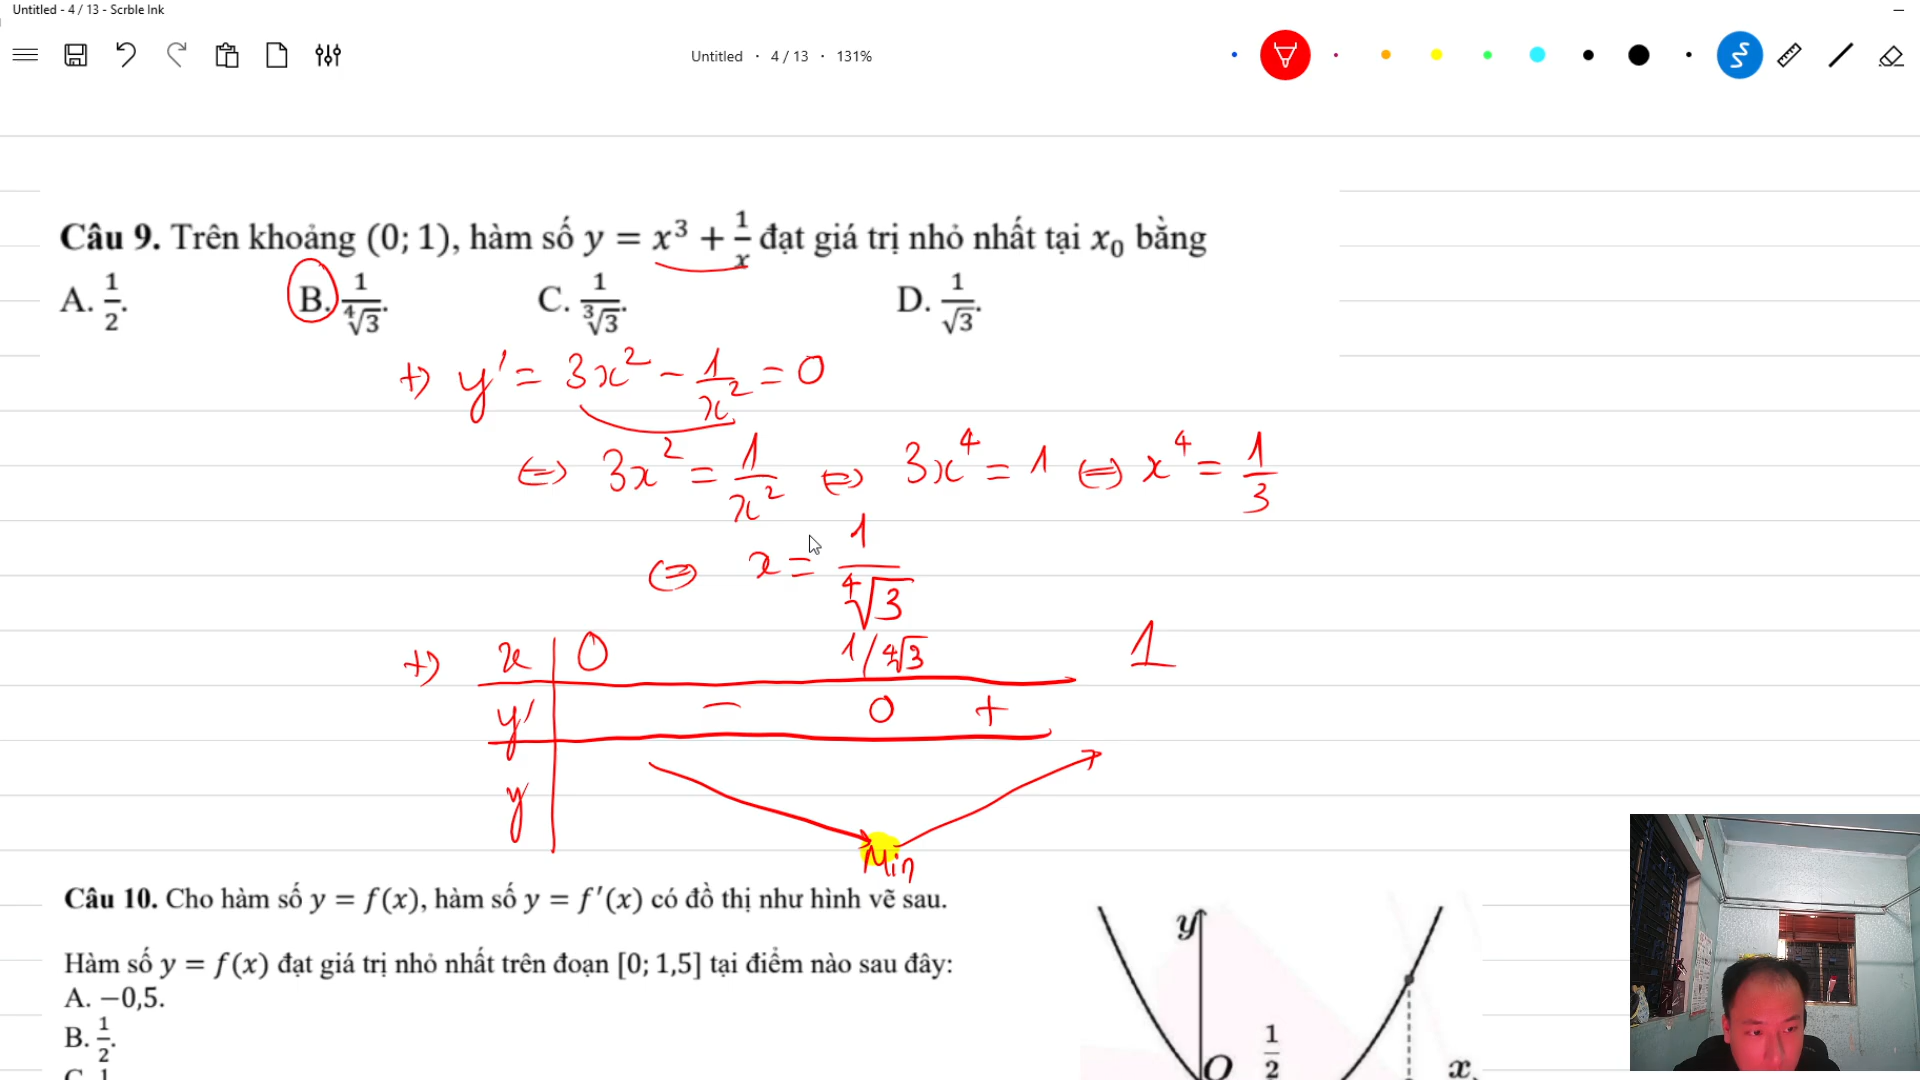 Untitled - 4 / 13 - Scrble Ink
Untitled · 4 / 13 · 131%
Câu 9. Trên khoảng (0; 1), hàm số y = x³ + 1/x đạt giá trị nhỏ nhất tại x₀ bằng
A. 1/2. B. 1/⁴√3. C. 1/³√3. D. 1/√3.
+) y' = 3x² - 1/x² = 0
⇔ 3x² = 1/x² ⇔ 3x⁴ = 1 ⇔ x⁴ = 1/3
⇔ x = 1/⁴√3
+) x 0 1/⁴√3 1
y' - 0 +
y
Min
Câu 10. Cho hàm số y = f(x), hàm số y = f′(x) có đồ thị như hình vẽ sau.
Hàm số y = f(x) đạt giá trị nhỏ nhất trên đoạn [0; 1,5] tại điểm nào sau đây:
A. −0,5.
B. 1/2.
y
O 1/2 x